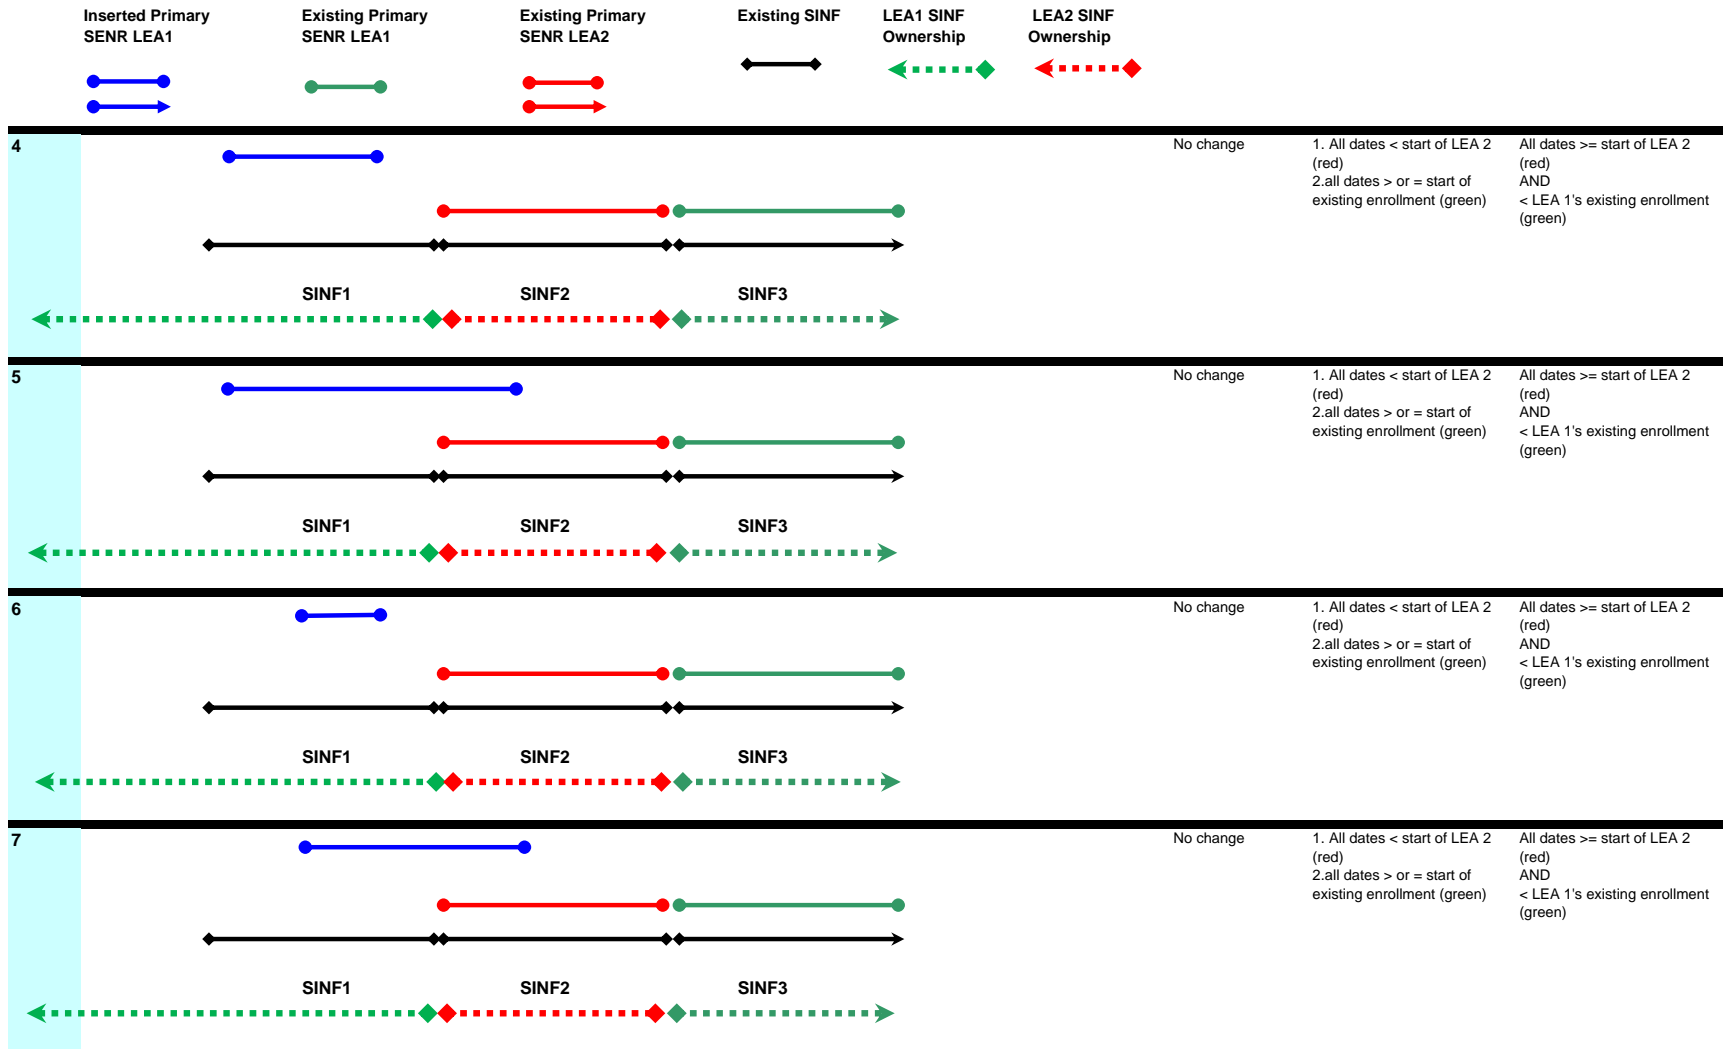 Inserted Primary
SENR LEA1
Existing Primary
SENR LEA1
Existing Primary
SENR LEA2
Existing SINF
LEA1 SINF
Ownership
LEA2 SINF
Ownership
4
No change
1. All dates < start of LEA 2
(red)
2.all dates > or = start of
existing enrollment (green)
All dates >= start of LEA 2
(red)
AND
< LEA 1's existing enrollment
(green)
SINF1
SINF2
SINF3
5
No change
1. All dates < start of LEA 2
(red)
2.all dates > or = start of
existing enrollment (green)
All dates >= start of LEA 2
(red)
AND
< LEA 1's existing enrollment
(green)
SINF1
SINF2
SINF3
6
No change
1. All dates < start of LEA 2
(red)
2.all dates > or = start of
existing enrollment (green)
All dates >= start of LEA 2
(red)
AND
< LEA 1's existing enrollment
(green)
SINF1
SINF2
SINF3
7
No change
1. All dates < start of LEA 2
(red)
2.all dates > or = start of
existing enrollment (green)
All dates >= start of LEA 2
(red)
AND
< LEA 1's existing enrollment
(green)
SINF1
SINF2
SINF3